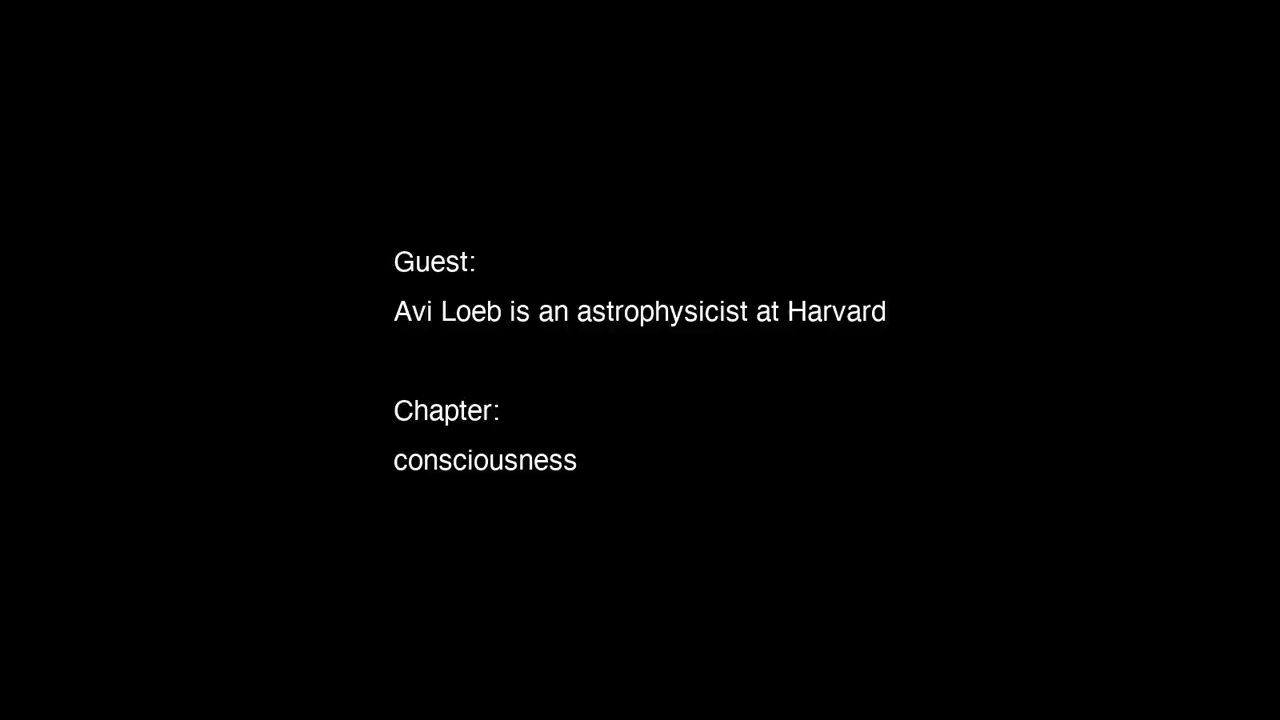 Guest:
Avi Loeb is an astrophysicist at Harvard
Chapter:
consciousness